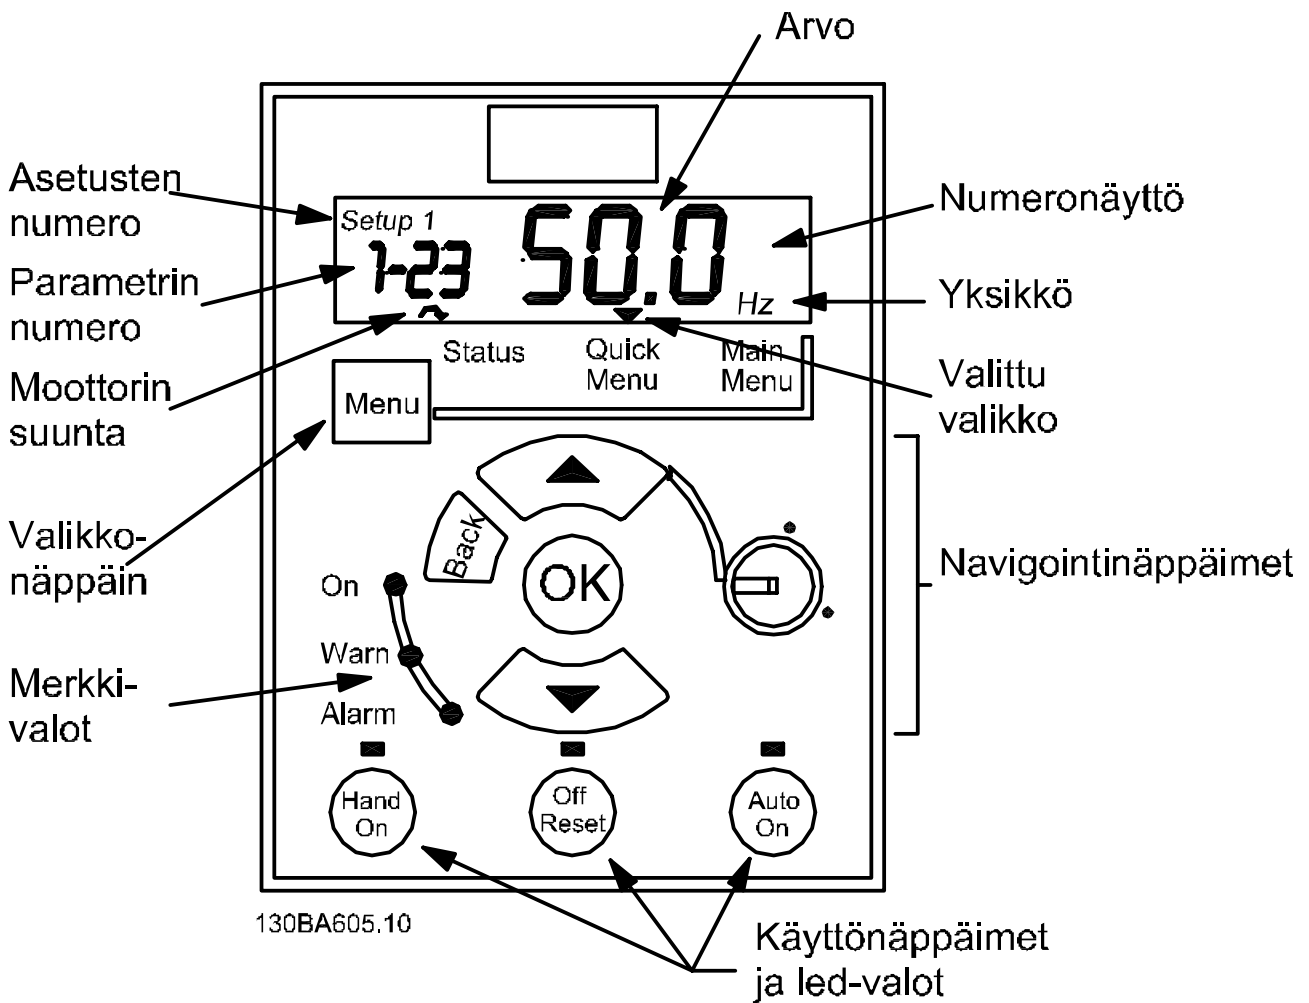 Arvo
Asetusten
numero
Setup 1
50.0
Numeronäyttö
1-23
Parametrin
numero
Hz
Yksikkö
Status
Quick
Menu
Main
Menu
Valittu
valikko
Moottorin
suunta
Menu
Valikko-
näppäin
Back
OK
Navigointinäppäimet
On
Warn
Alarm
Merkki-
valot
Hand
On
Off
Reset
Auto
On
130BA605.10
Käyttönäppäimet
ja led-valot